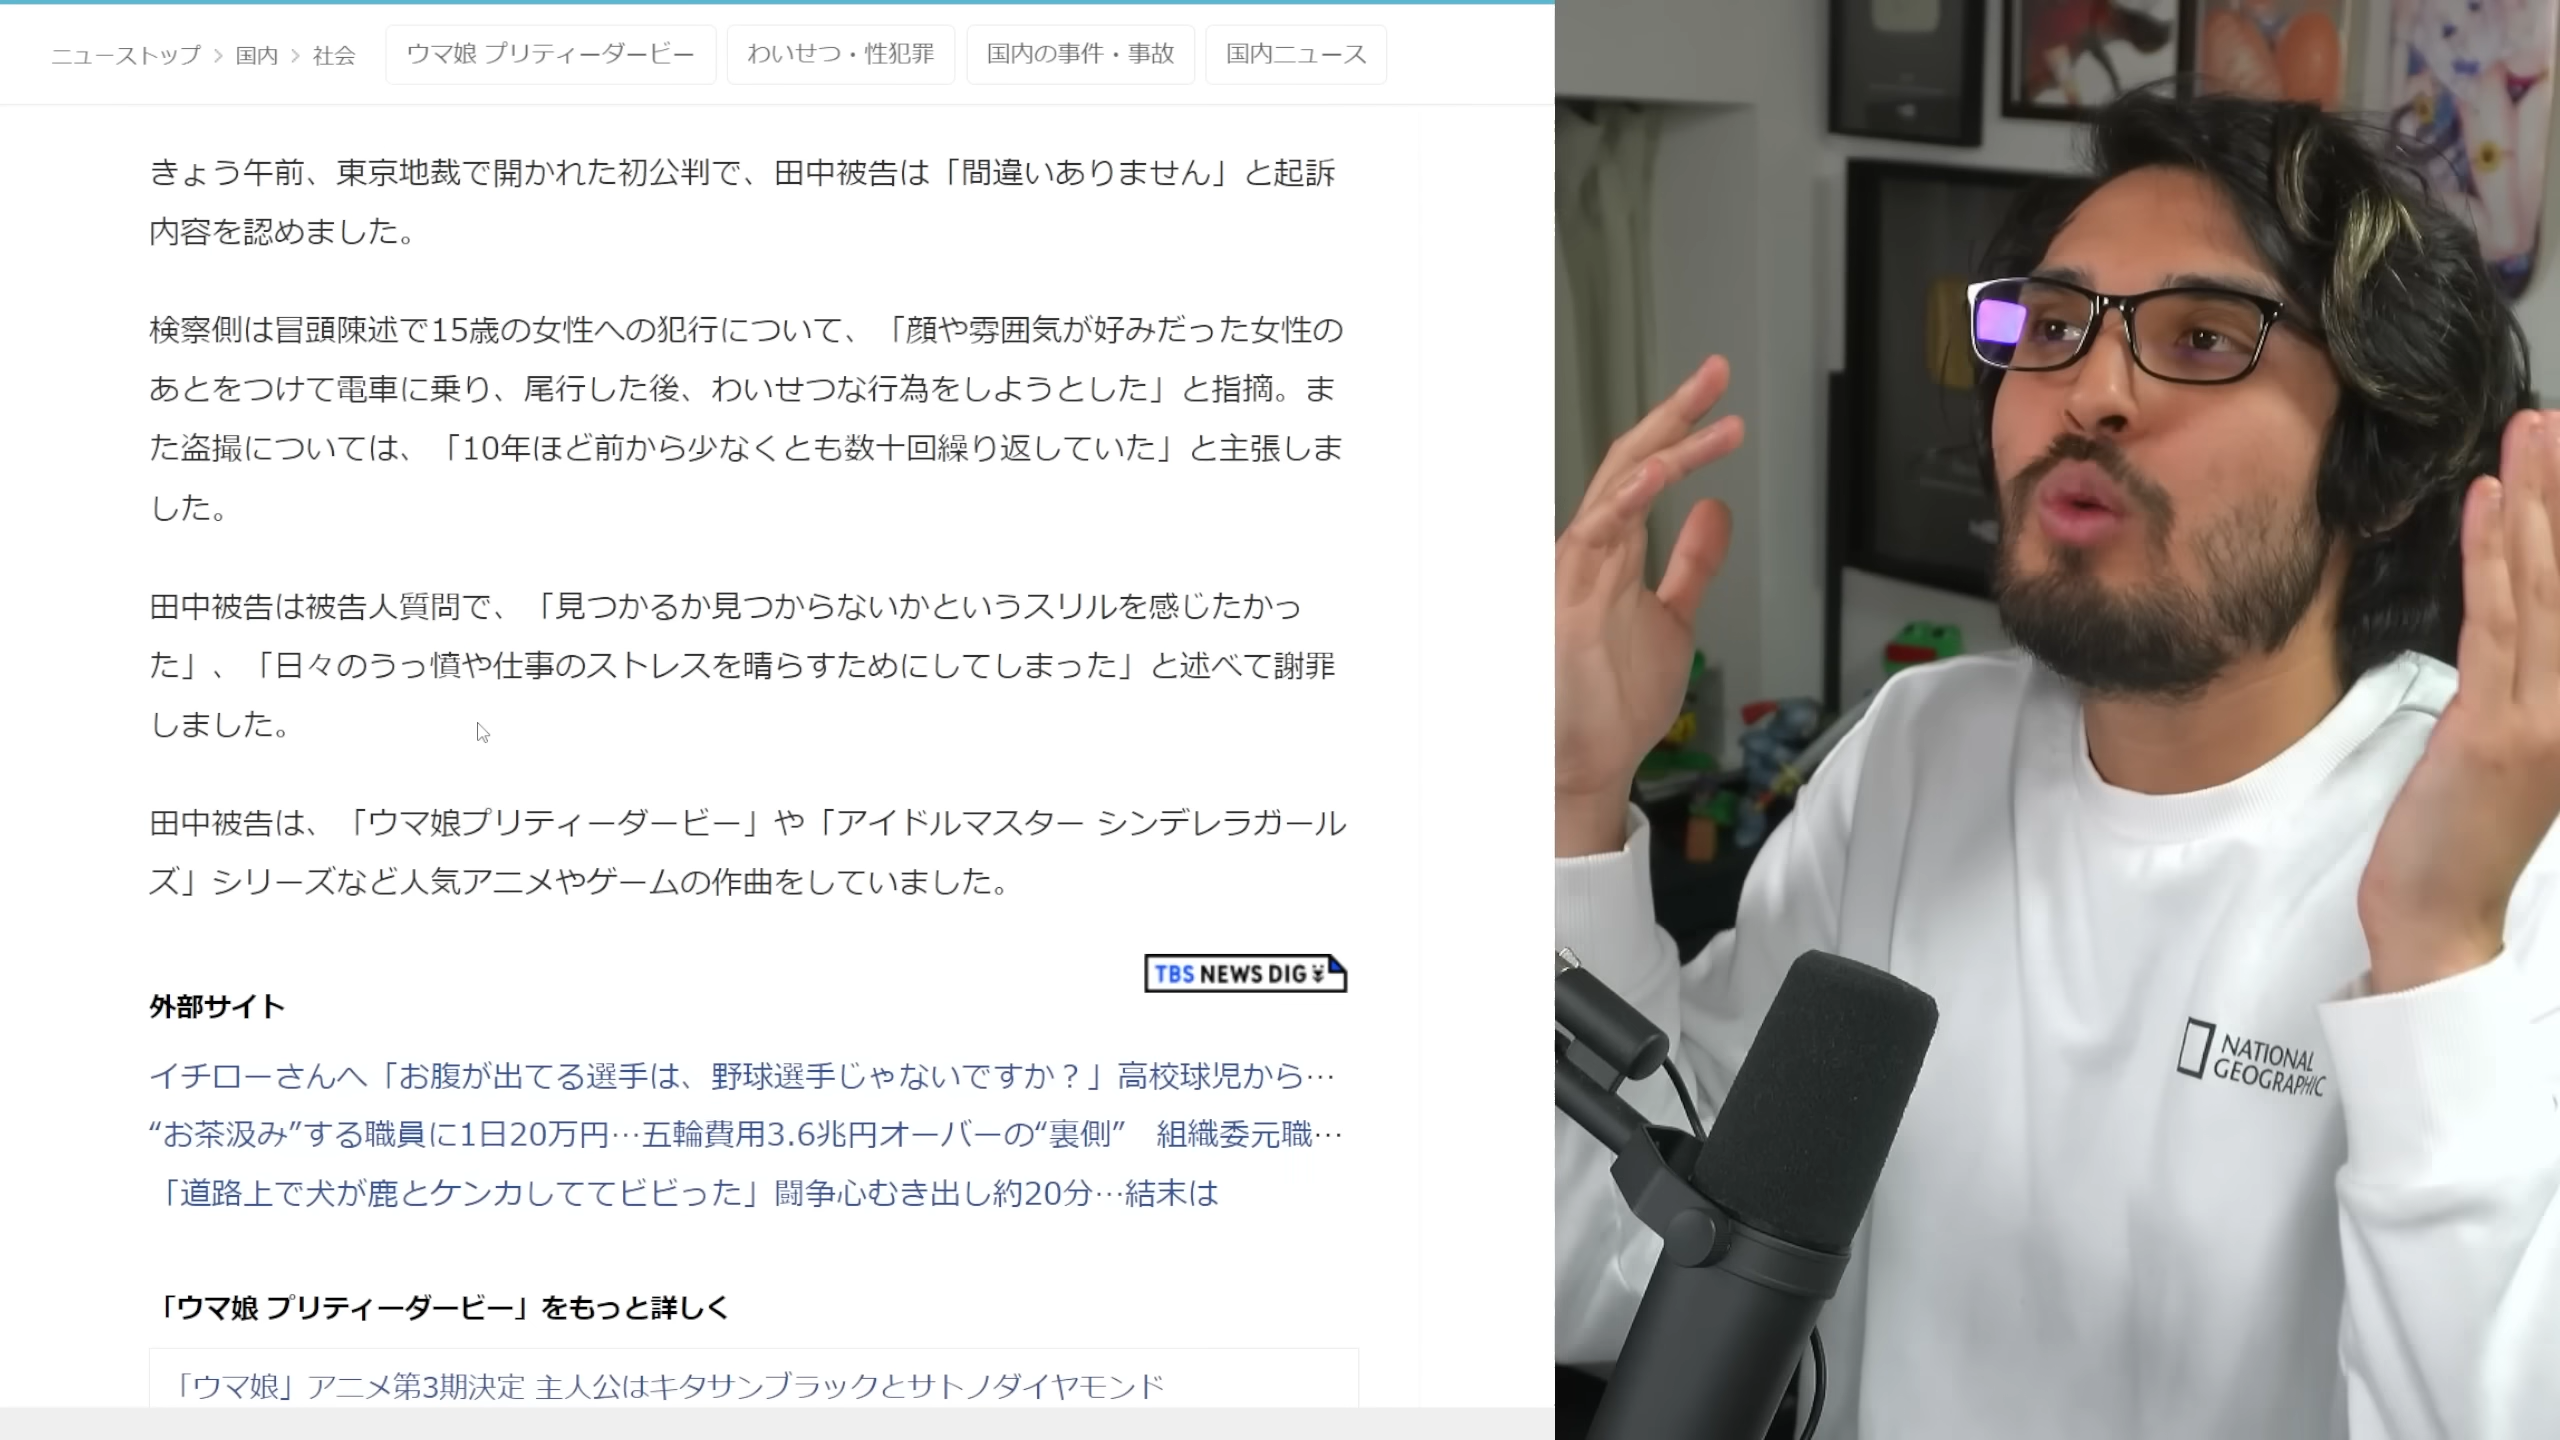 ニューストップ > 国内 > 社会 ウマ娘 プリティーダービー わいせつ・性犯罪 国内の事件・事故 国内ニュース
きょう午前、東京地裁で開かれた初公判で、田中被告は「間違いありません」と起訴
内容を認めました。
検察側は冒頭陳述で15歳の女性への犯行について、「顔や雰囲気が好みだった女性の
あとをつけて電車に乗り、尾行した後、わいせつな行為をしようとした」と指摘。ま
た盗撮については、「10年ほど前から少なくとも数十回繰り返していた」と主張しま
した。
田中被告は被告人質問で、「見つかるか見つからないかというスリルを感じたかっ
た」、「日々のうっ憤や仕事のストレスを晴らすためにしてしまった」と述べて謝罪
しました。
田中被告は、「ウマ娘プリティーダービー」や「アイドルマスター シンデレラガール
ズ」シリーズなど人気アニメやゲームの作曲をしていました。
TBS NEWS DIG
外部サイト
イチローさんへ「お腹が出てる選手は、野球選手じゃないですか？」高校球児から…
“お茶汲み”する職員に1日20万円…五輪費用3.6兆円オーバーの“裏側” 組織委元職…
「道路上で犬が鹿とケンカしててビビった」闘争心むき出し約20分…結末は
「ウマ娘 プリティーダービー」をもっと詳しく
「ウマ娘」アニメ第3期決定 主人公はキタサンブラックとサトノダイヤモンド
NATIONAL
GEOGRAPHIC